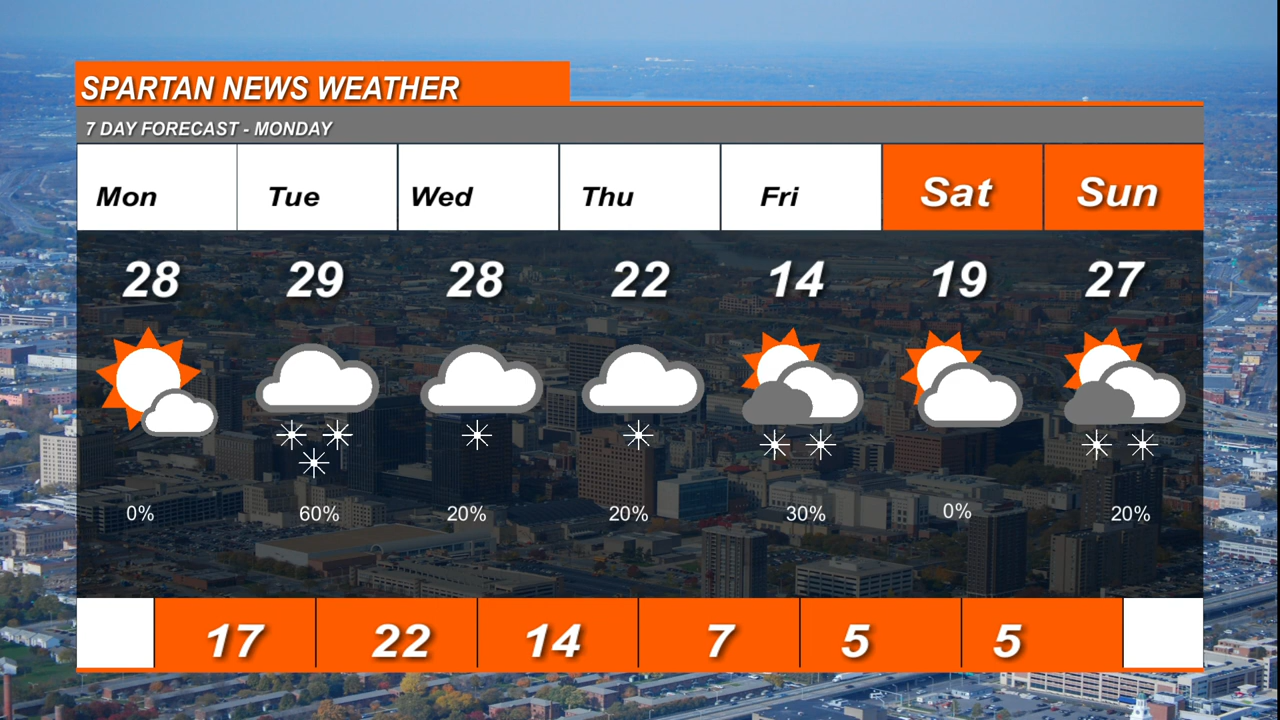 SPARTAN NEWS WEATHER
7 DAY FORECAST - MONDAY
Mon Tue Wed Thu Fri Sat Sun
28 29 28 22 14 19 27
0% 60% 20% 20% 30% 0% 20%
17 22 14 7 5 5